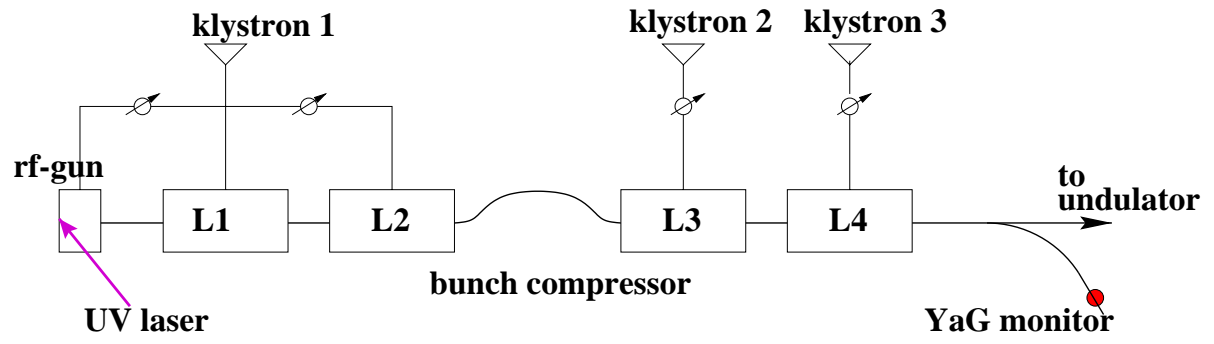 klystron 1
klystron 2
klystron 3
rf-gun
L1
L2
L3
L4
to
undulator
bunch compressor
UV laser
YaG monitor